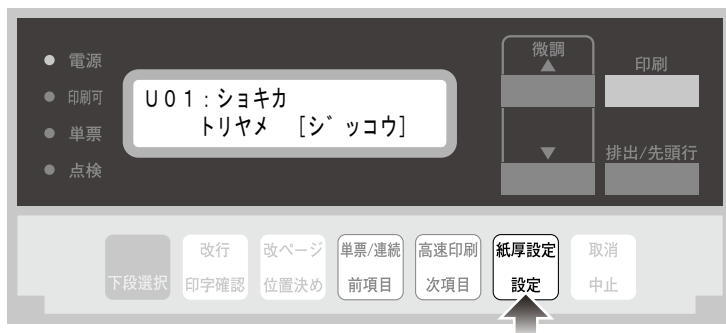 電源
印刷可
単票
点検
U01:ショキカ
トリヤメ [ジッコウ]
微調
▲
▼
印刷
排出/先頭行
下段選択
改行
印字確認
改ページ
位置決め
単票/連続
前項目
高速印刷
次項目
紙厚設定
設定
取消
中止